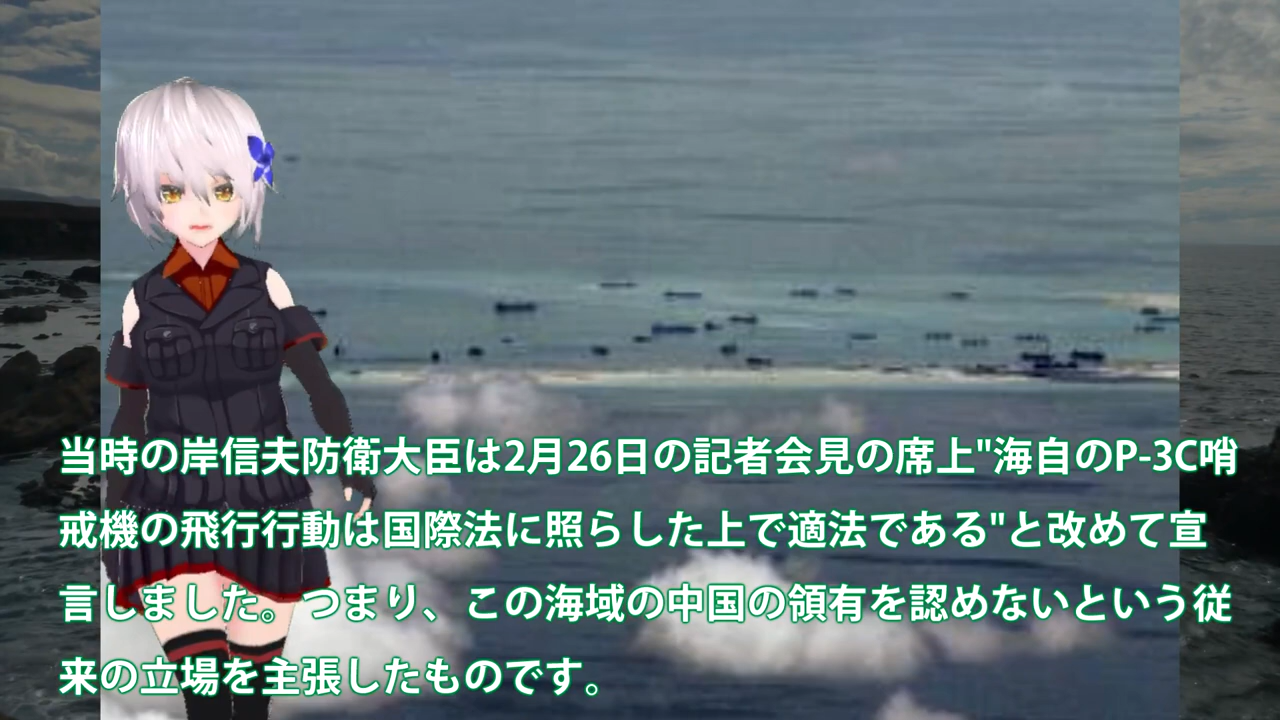 当時の岸信夫防衛大臣は2月26日の記者会見の席上"海自のP-3C哨
戒機の飛行行動は国際法に照らした上で適法である"と改めて宣
言しました。つまり、この海域の中国の領有を認めないという従
来の立場を主張したものです。